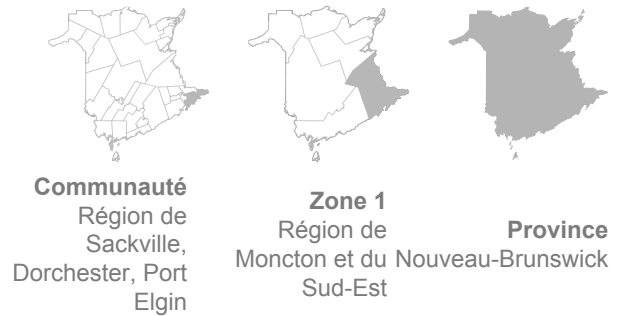 Communauté
Région de
Sackville,
Dorchester, Port
Elgin
Zone 1
Région de
Moncton et du
Sud-Est
Province
Nouveau-Brunswick